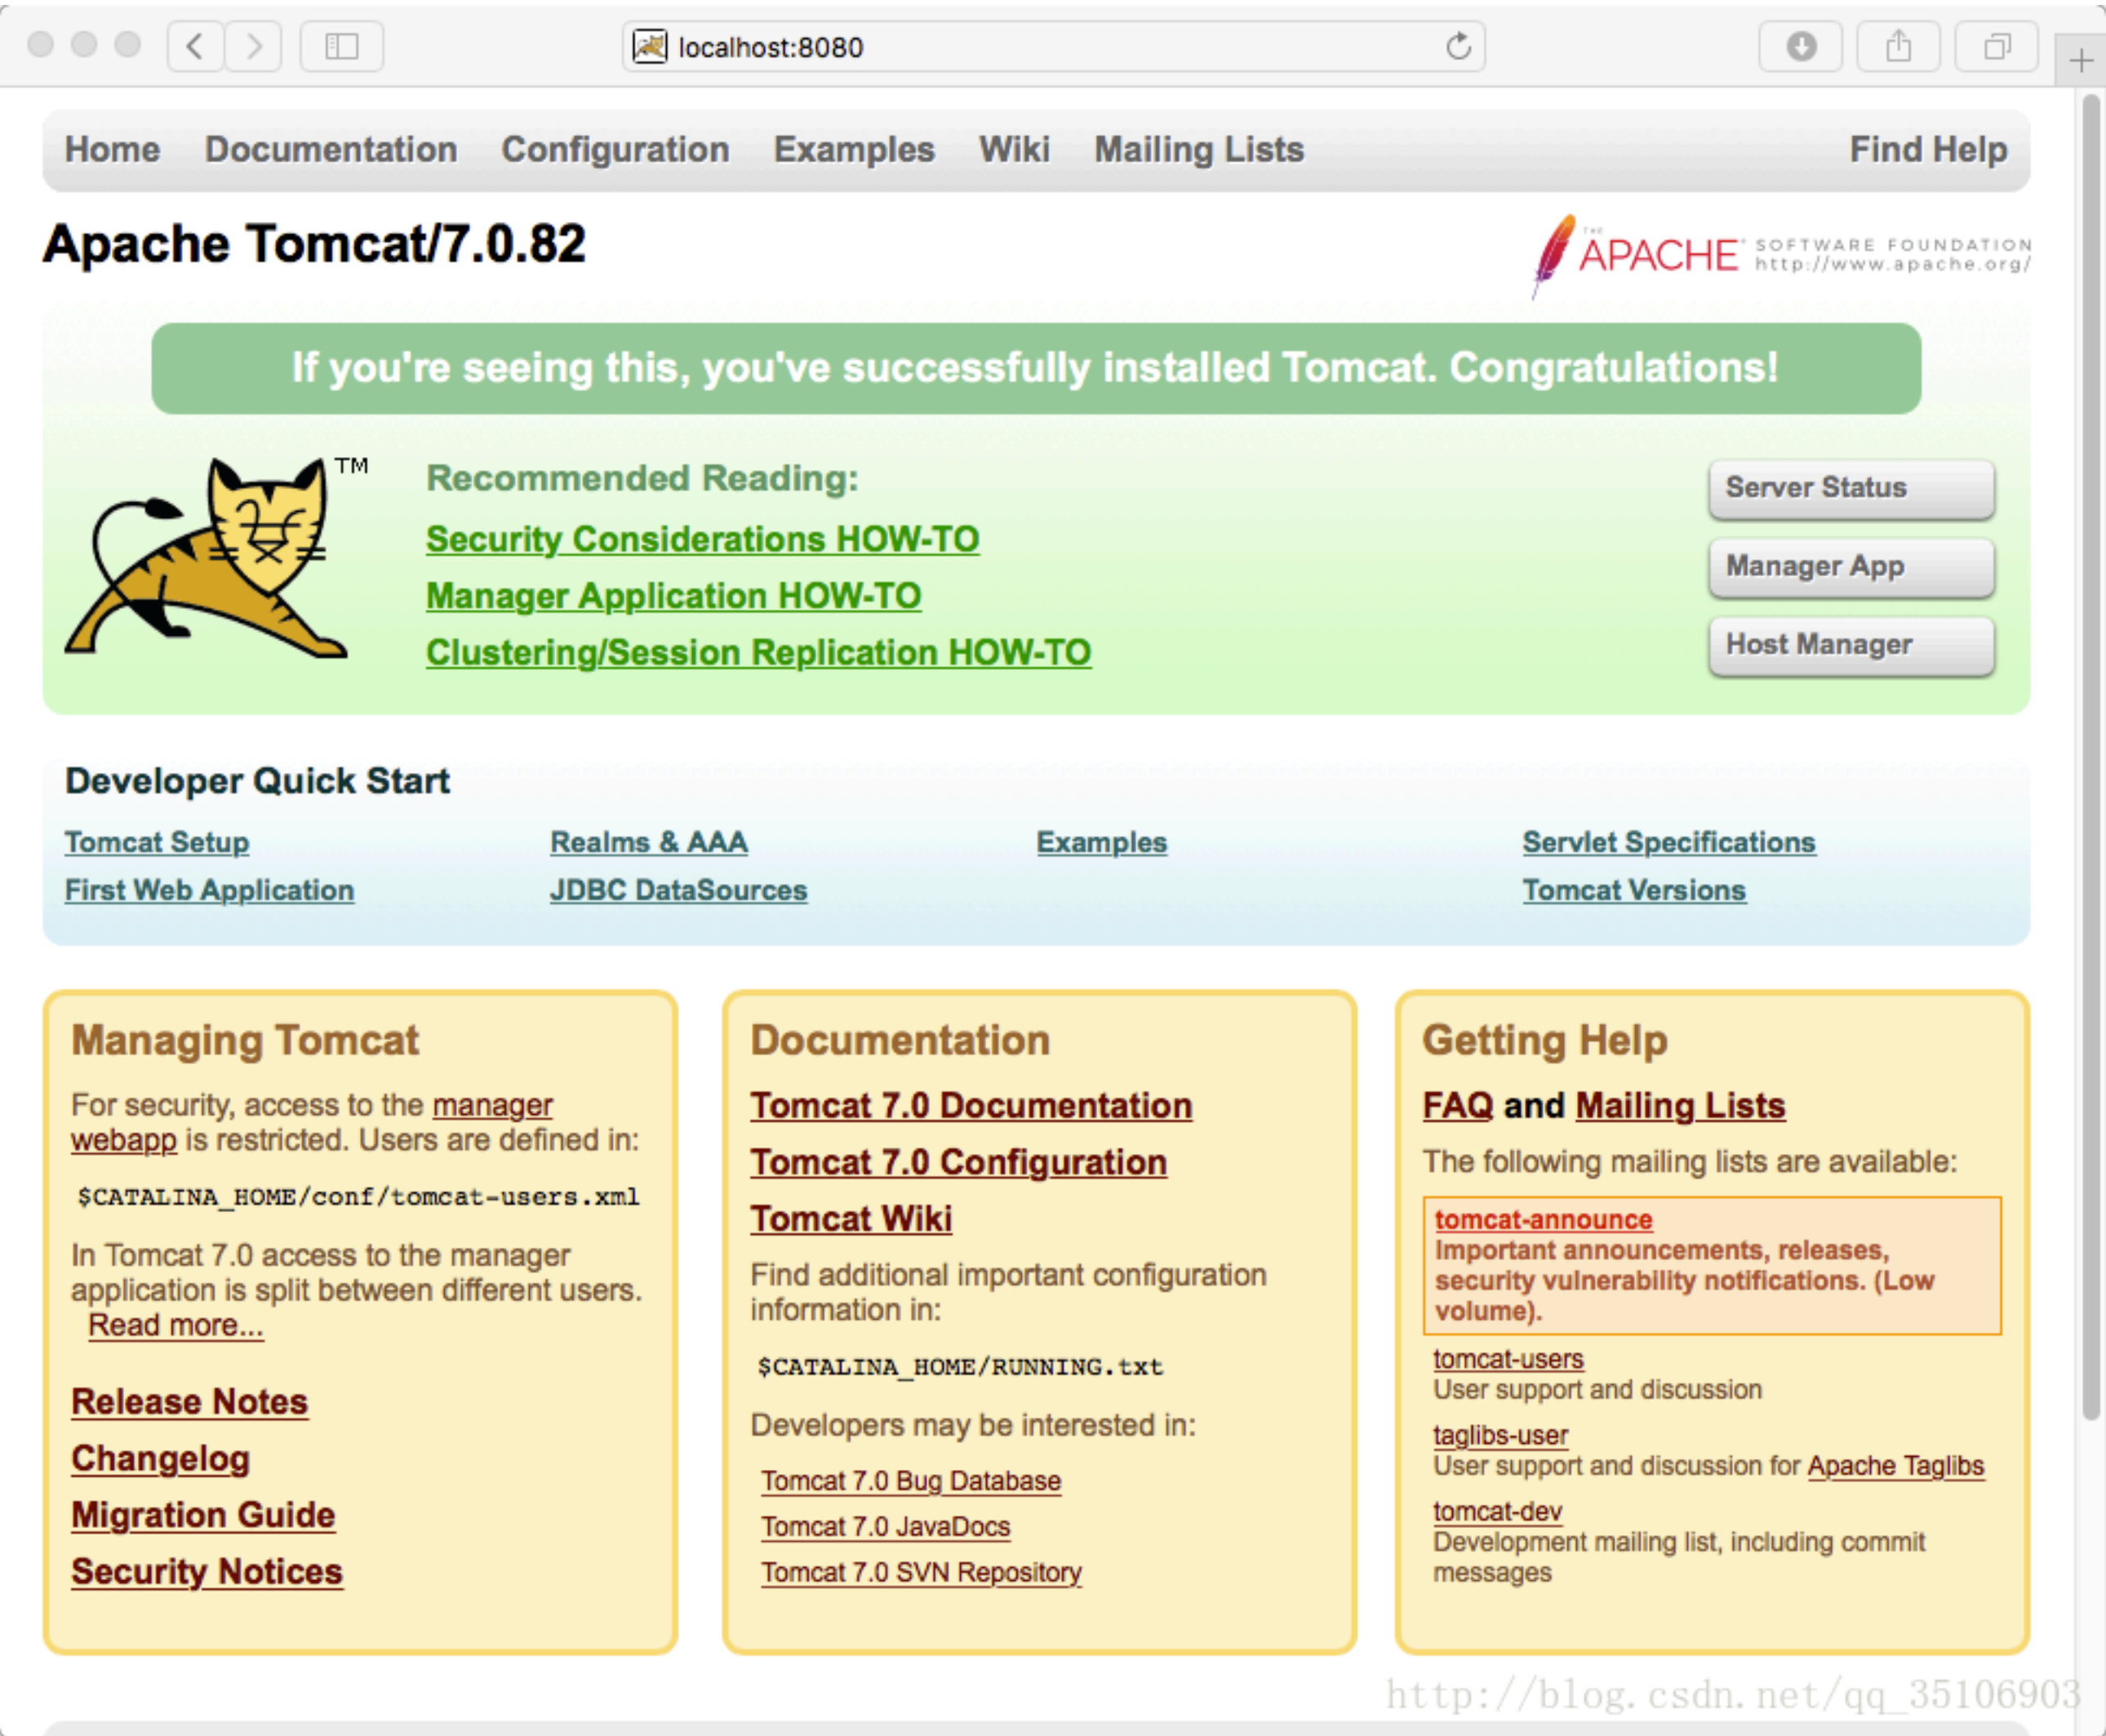 localhost:8080
Home Documentation Configuration Examples Wiki Mailing Lists Find Help
Apache Tomcat/7.0.82
THE
APACHE SOFTWARE FOUNDATION
http://www.apache.org/
If you're seeing this, you've successfully installed Tomcat. Congratulations!
TM
Recommended Reading:
Security Considerations HOW-TO
Manager Application HOW-TO
Clustering/Session Replication HOW-TO
Server Status
Manager App
Host Manager
Developer Quick Start
Tomcat Setup
First Web Application
Realms & AAA
JDBC DataSources
Examples
Servlet Specifications
Tomcat Versions
Managing Tomcat
For security, access to the manager
webapp is restricted. Users are defined in:
$CATALINA_HOME/conf/tomcat-users.xml
In Tomcat 7.0 access to the manager
application is split between different users.
Read more...
Release Notes
Changelog
Migration Guide
Security Notices
Documentation
Tomcat 7.0 Documentation
Tomcat 7.0 Configuration
Tomcat Wiki
Find additional important configuration
information in:
$CATALINA_HOME/RUNNING.txt
Developers may be interested in:
Tomcat 7.0 Bug Database
Tomcat 7.0 JavaDocs
Tomcat 7.0 SVN Repository
Getting Help
FAQ and Mailing Lists
The following mailing lists are available:
tomcat-announce
Important announcements, releases,
security vulnerability notifications. (Low
volume).
tomcat-users
User support and discussion
taglibs-user
User support and discussion for Apache Taglibs
tomcat-dev
Development mailing list, including commit
messages
http://blog.csdn.net/qq_35106903